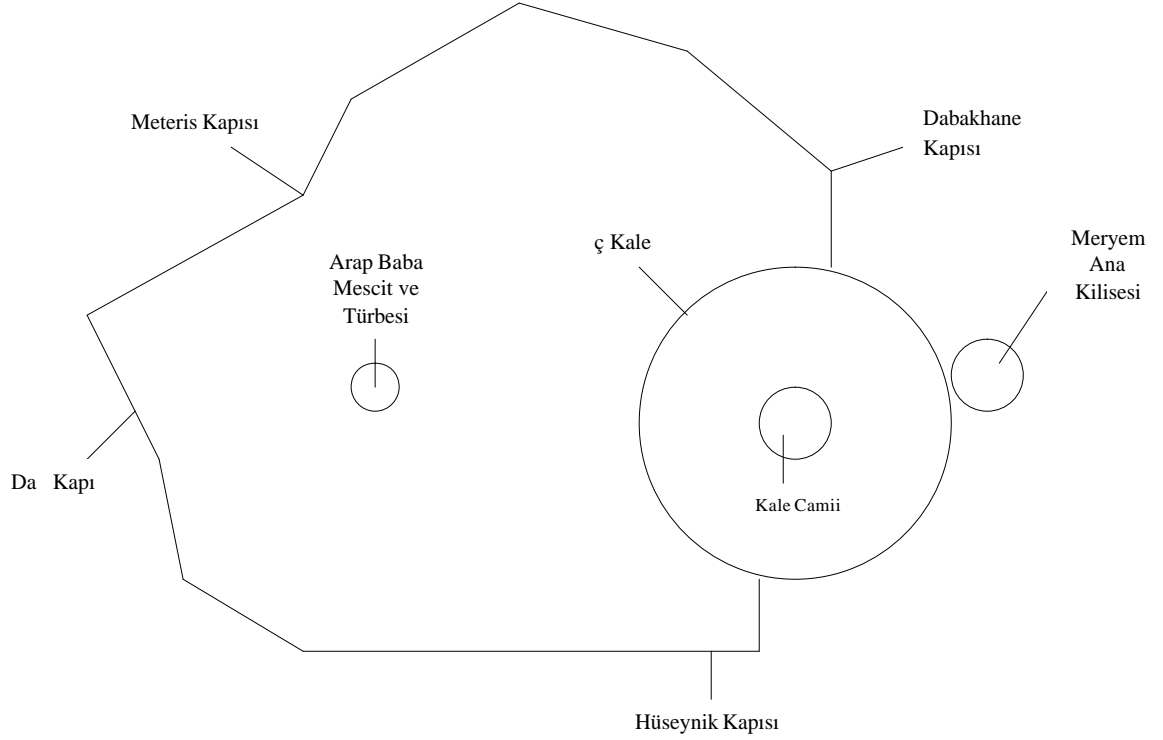 Meteris Kapısı
Dabakhane
Kapısı
ç Kale
Meryem
Ana
Kilisesi
Arap Baba
Mescit ve
Türbesi
Da Kapı
Kale Camii
Hüseynik Kapısı